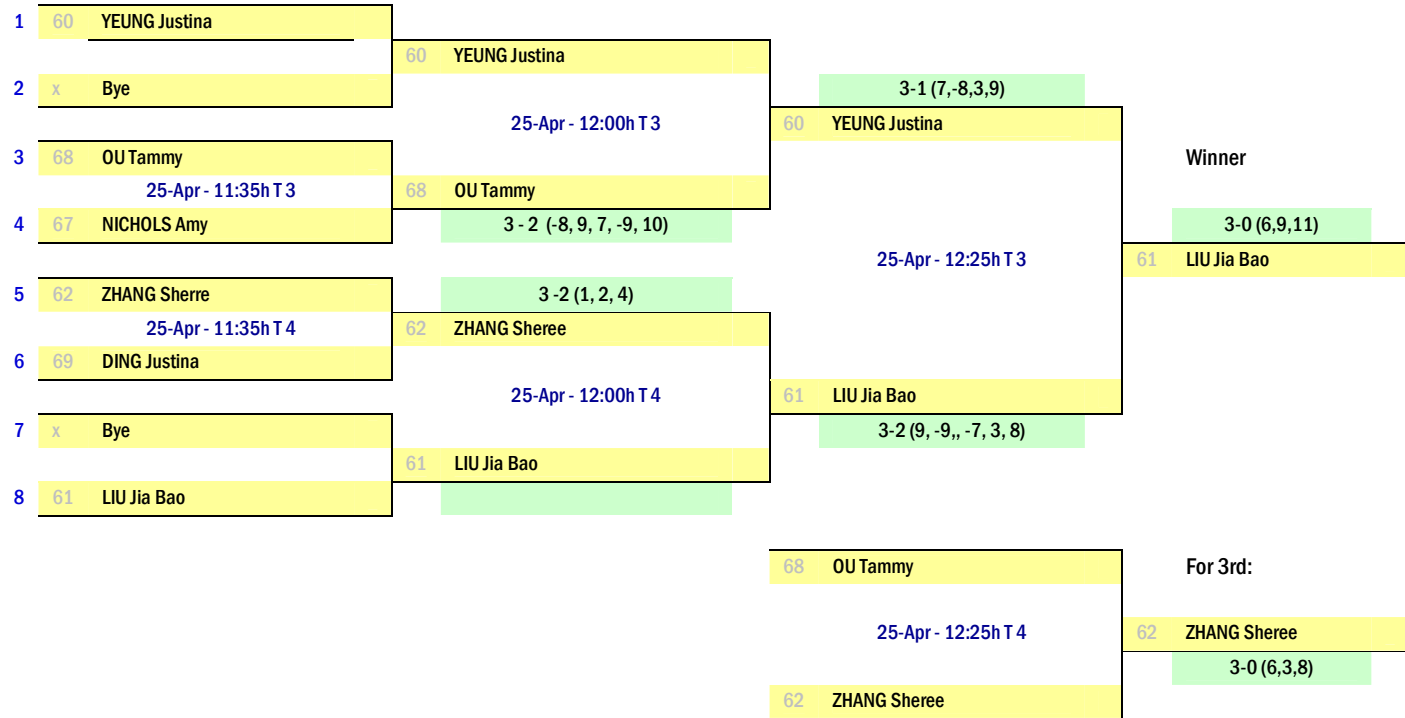 1 60 YEUNG Justina
60 YEUNG Justina
2 x Bye 3-1 (7,-8,3,9)
25-Apr - 12:00h T 3 60 YEUNG Justina
3 68 OU Tammy Winner
25-Apr - 11:35h T 3 68 OU Tammy
4 67 NICHOLS Amy 3 - 2 (-8, 9, 7, -9, 10) 3-0 (6,9,11)
25-Apr - 12:25h T 3 61 LIU Jia Bao
5 62 ZHANG Sherre 3 -2 (1, 2, 4)
25-Apr - 11:35h T 4 62 ZHANG Sheree
6 69 DING Justina
25-Apr - 12:00h T 4 61 LIU Jia Bao
7 x Bye 3-2 (9, -9,, -7, 3, 8)
61 LIU Jia Bao
8 61 LIU Jia Bao
68 OU Tammy For 3rd:
25-Apr - 12:25h T 4 62 ZHANG Sheree
3-0 (6,3,8)
62 ZHANG Sheree